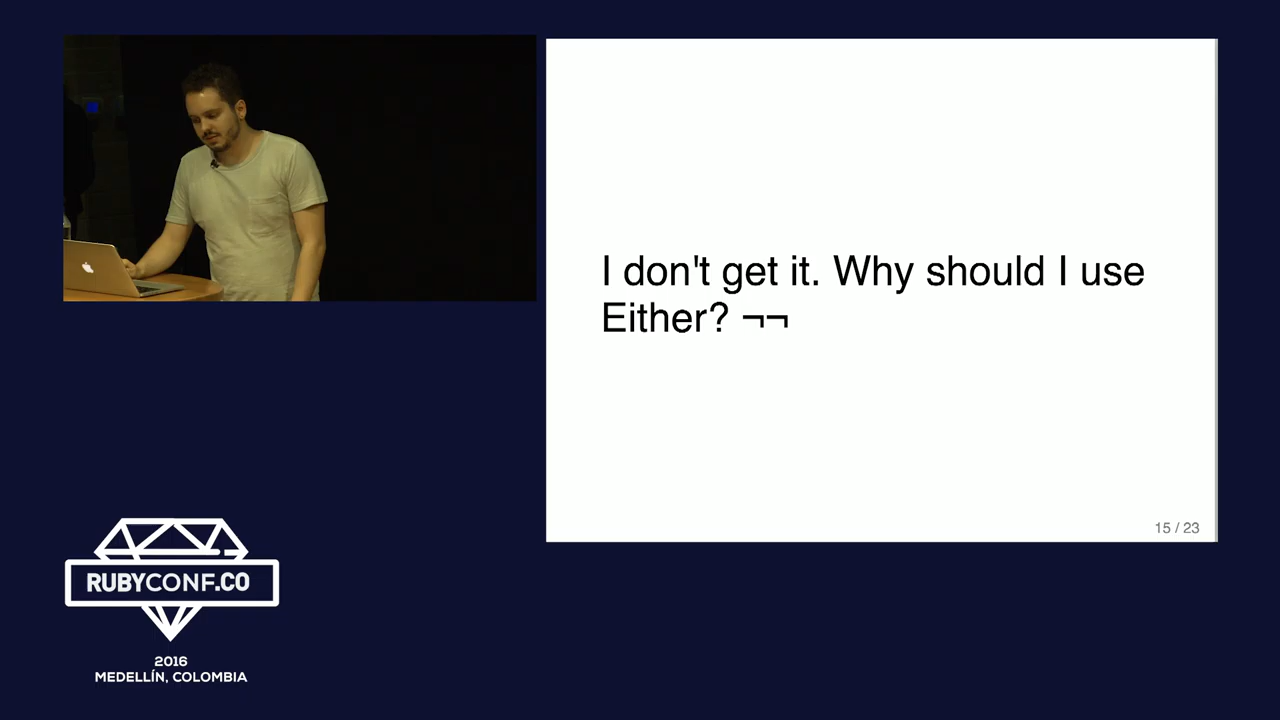 I don't get it. Why should I use
Either? ¬¬
15 / 23
RUBYCONF.CO
2016
MEDELLÍN, COLOMBIA